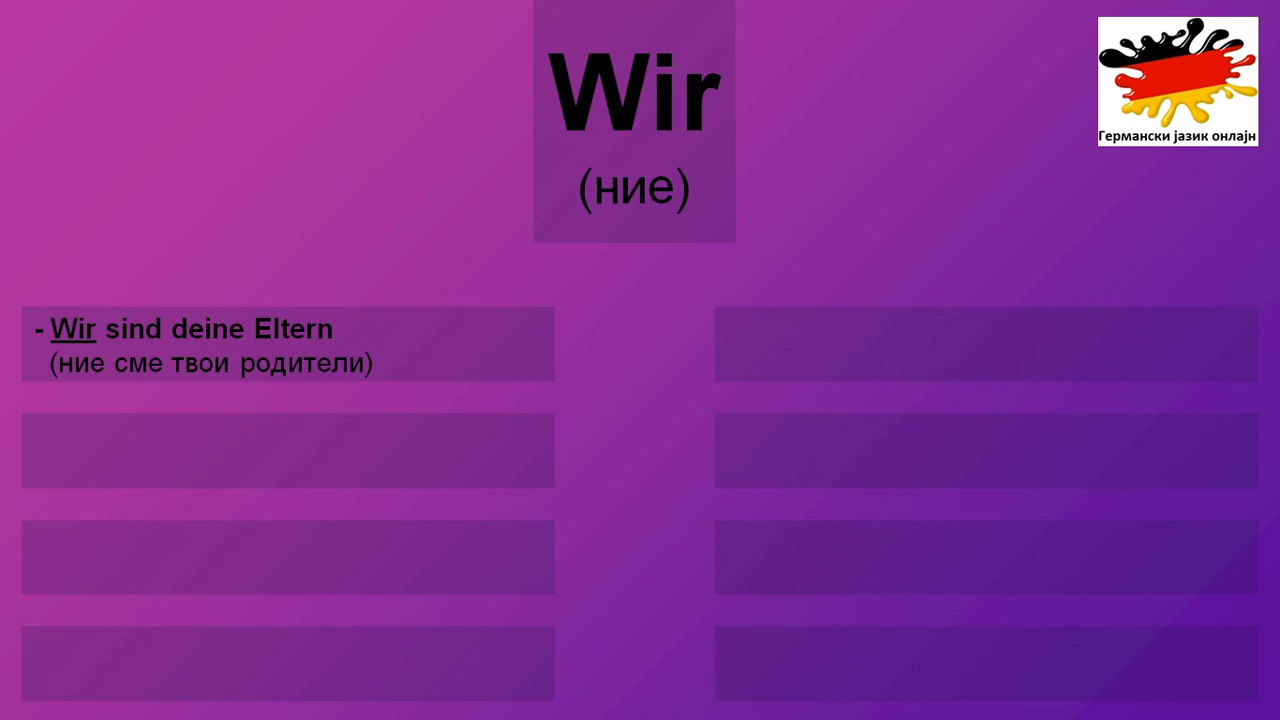 Wir
(ние)
Германски јазик онлајн
- Wir sind deine Eltern
(ние сме твои родители)